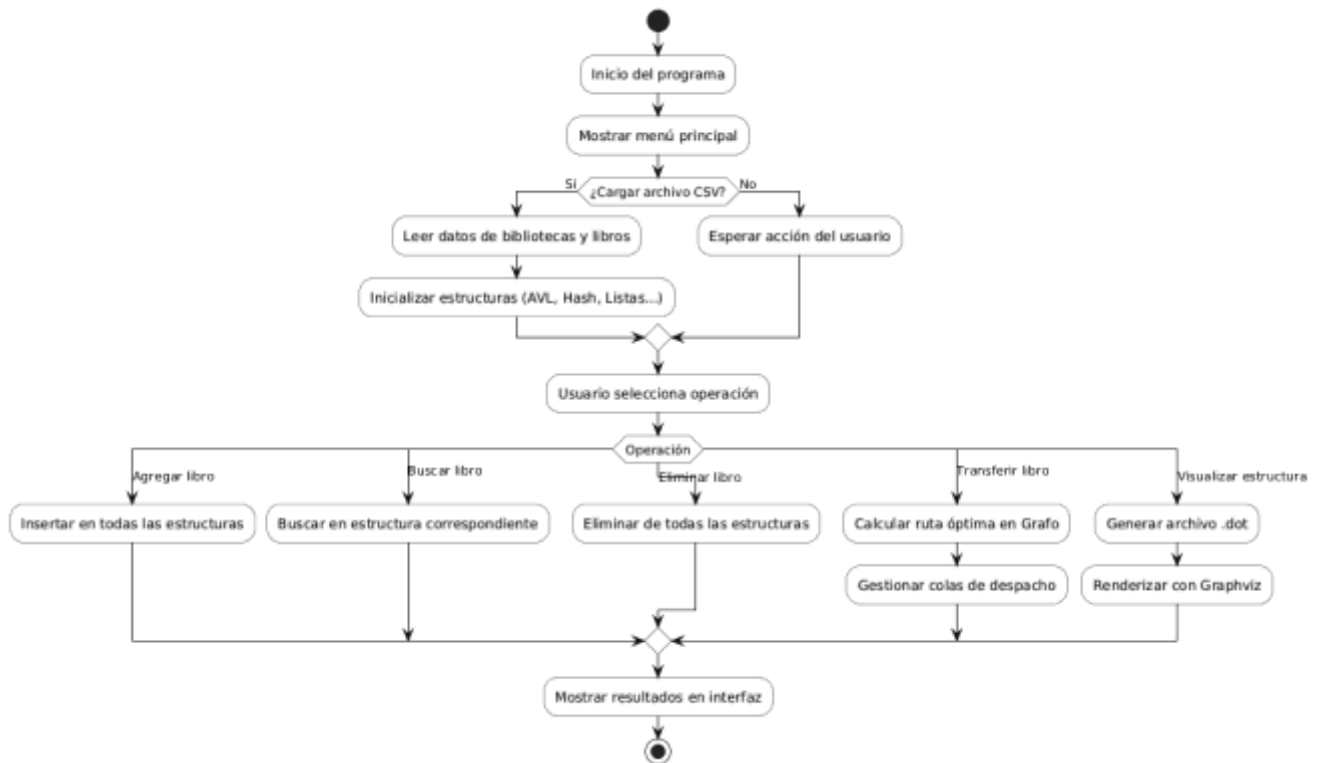 Inicio del programa
Mostrar menú principal
Si
¿Cargar archivo CSV?
No
Leer datos de bibliotecas y libros
Esperar acción del usuario
Inicializar estructuras (AVL, Hash, Listas...)
Usuario selecciona operación
Operación
Agregar libro
Buscar libro
Eliminar libro
Transferir libro
Visualizar estructura
Insertar en todas las estructuras
Buscar en estructura correspondiente
Eliminar de todas las estructuras
Calcular ruta óptima en Grafo
Generar archivo .dot
Gestionar colas de despacho
Renderizar con Graphviz
Mostrar resultados en interfaz